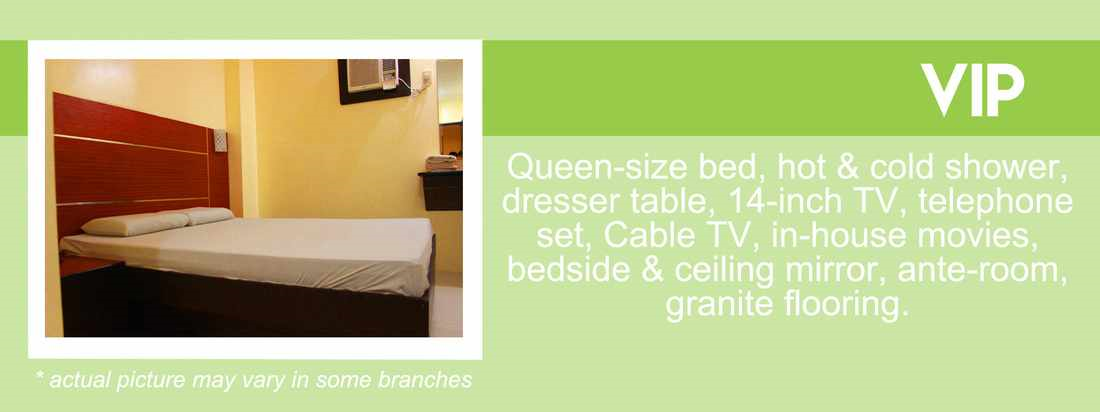 VIP
Queen-size bed, hot & cold shower,
dresser table, 14-inch TV, telephone
set, Cable TV, in-house movies,
bedside & ceiling mirror, ante-room,
granite flooring.
* actual picture may vary in some branches